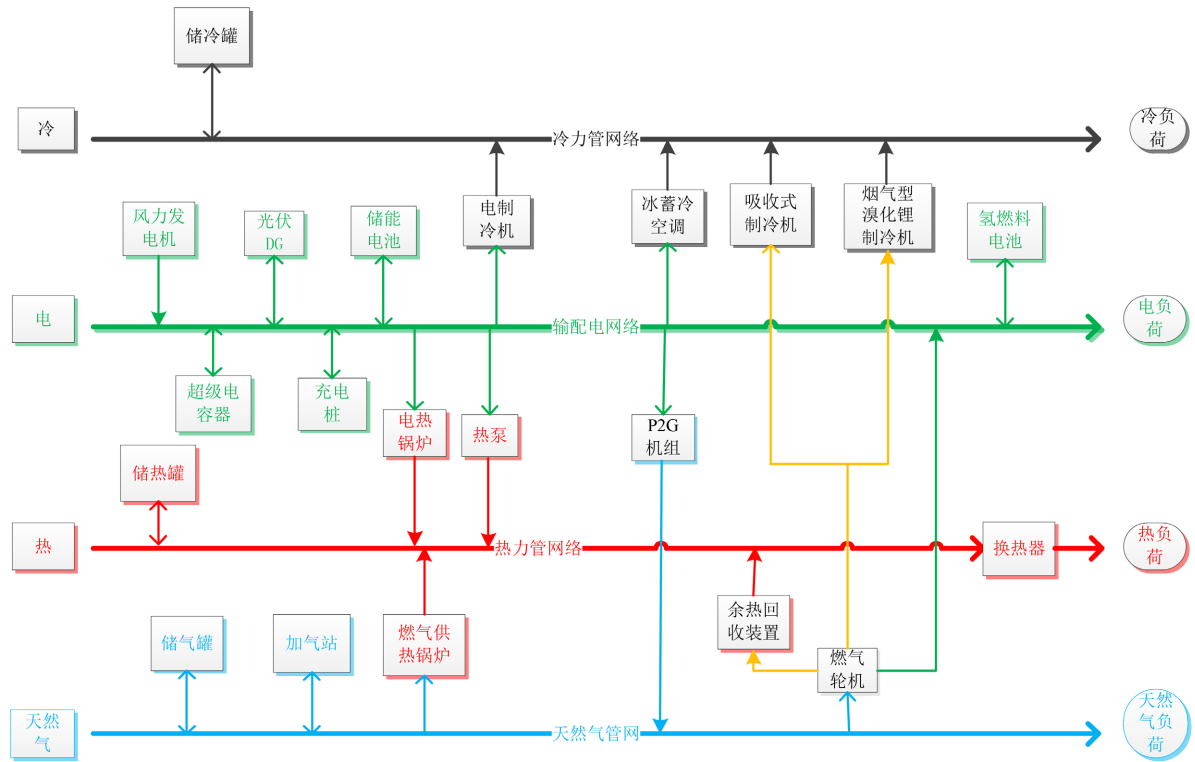 储冷罐
冷
冷力管网络
冷负
荷
电制
冷机
冰蓄冷
空调
吸收式
制冷机
烟气型
溴化锂
制冷机
风力发
电机
光伏
DG
储能
电池
氢燃料
电池
电
输配电网络
电负
荷
超级电
容器
充电
桩
电热
锅炉
热泵
P2G
机组
储热罐
热
热力管网络
换热器
热负
荷
余热回
收装置
储气罐
加气站
燃气供
热锅炉
燃气
轮机
天然
气
天然气管网
天然
气负
荷